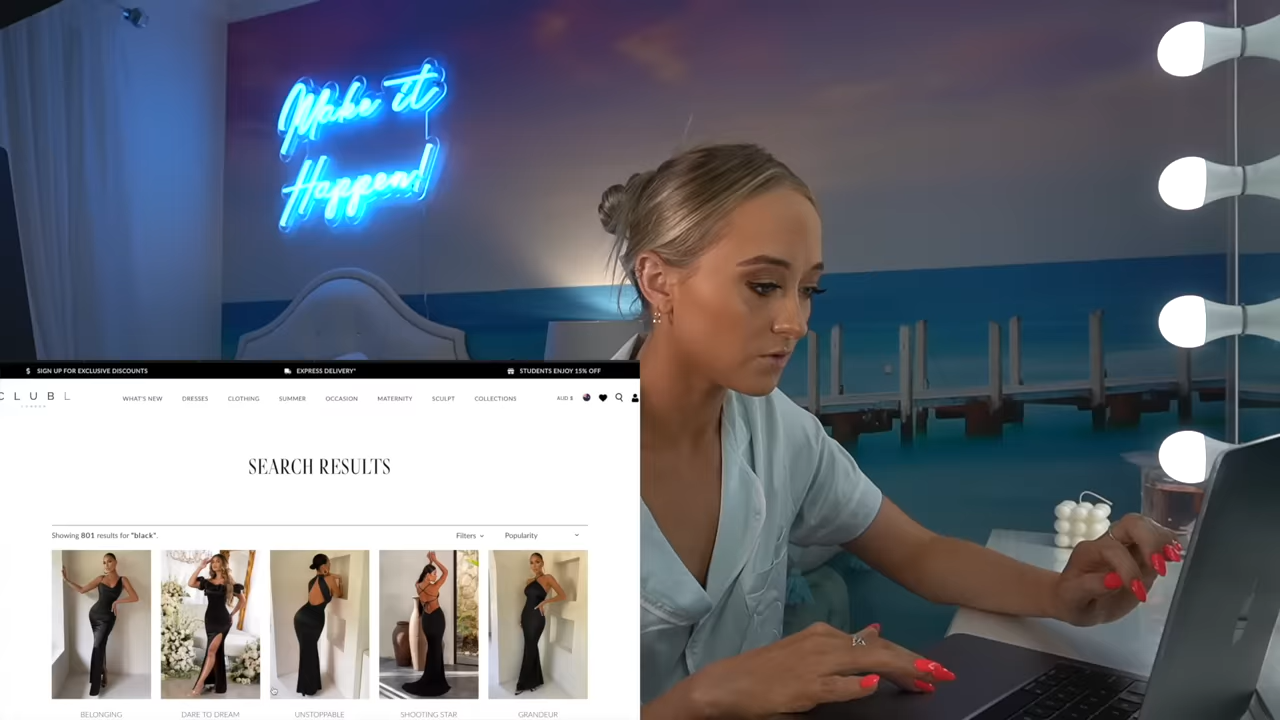 Make it
Happen!
SIGN UP FOR EXCLUSIVE DISCOUNTS
EXPRESS DELIVERY*
STUDENTS ENJOY 15% OFF
CLUB L
LONDON
WHAT'S NEW DRESSES CLOTHING SUMMER OCCASION MATERNITY SCULPT COLLECTIONS
AUD $
SEARCH RESULTS
Showing 801 results for "black".
Filters
Popularity
BELONGING
DARE TO DREAM
UNSTOPPABLE
SHOOTING STAR
GRANDEUR